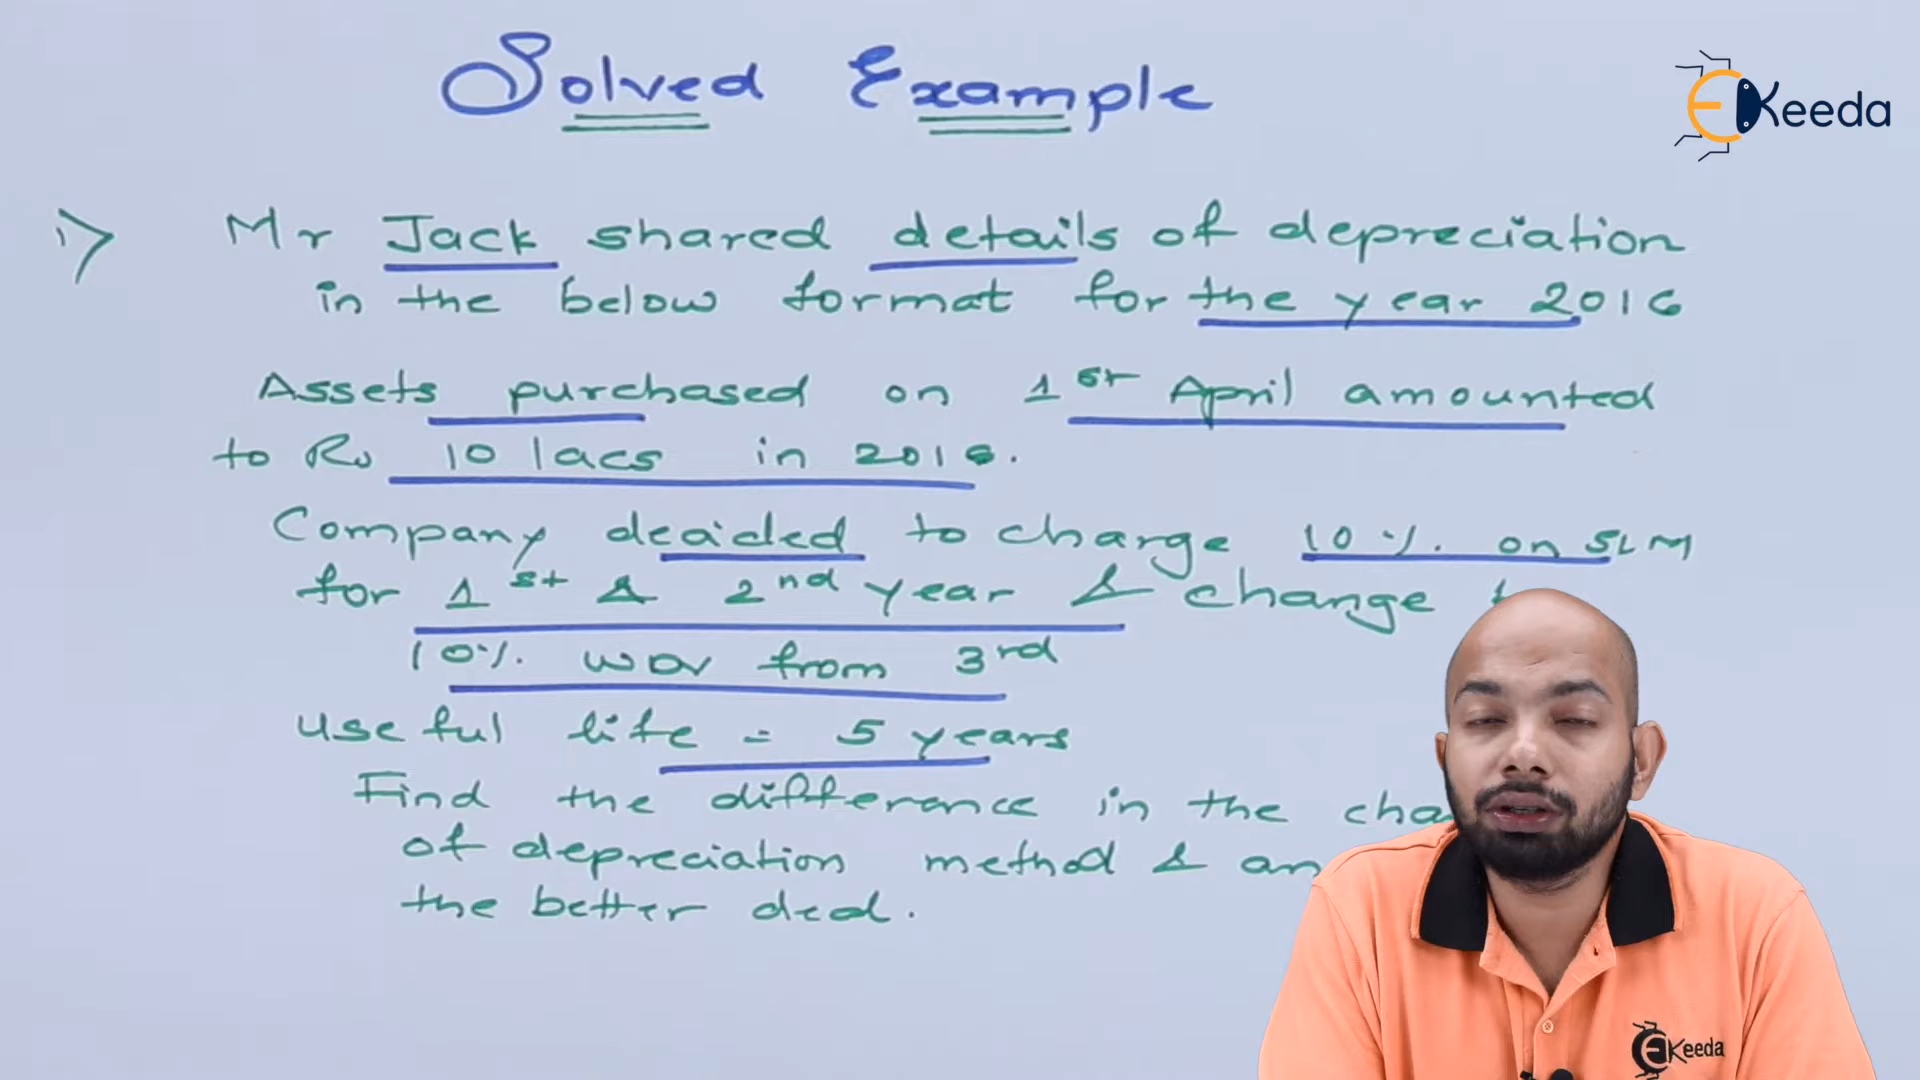 Solved Example
EKeeda
1> Mr Jack shared details of depreciation
in the below format for the year 2016
Assets purchased on 1st April amounted
to Rs 10 lacs in 2016.
Company decided to charge 10%. on SLM
for 1st & 2nd year & change
10%. WDV from 3rd
Useful life = 5 years
Find the difference in the
of depreciation method &
the better deal.
EKeeda